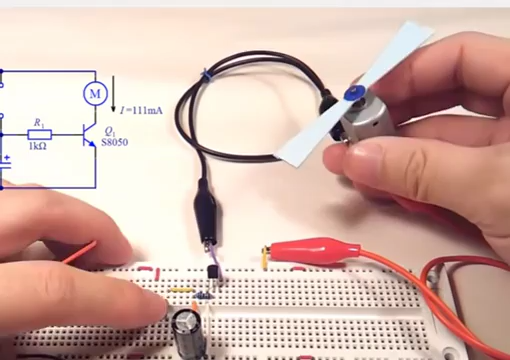 M
I=111mA
R₁
1kΩ
Q₁
S8050
+